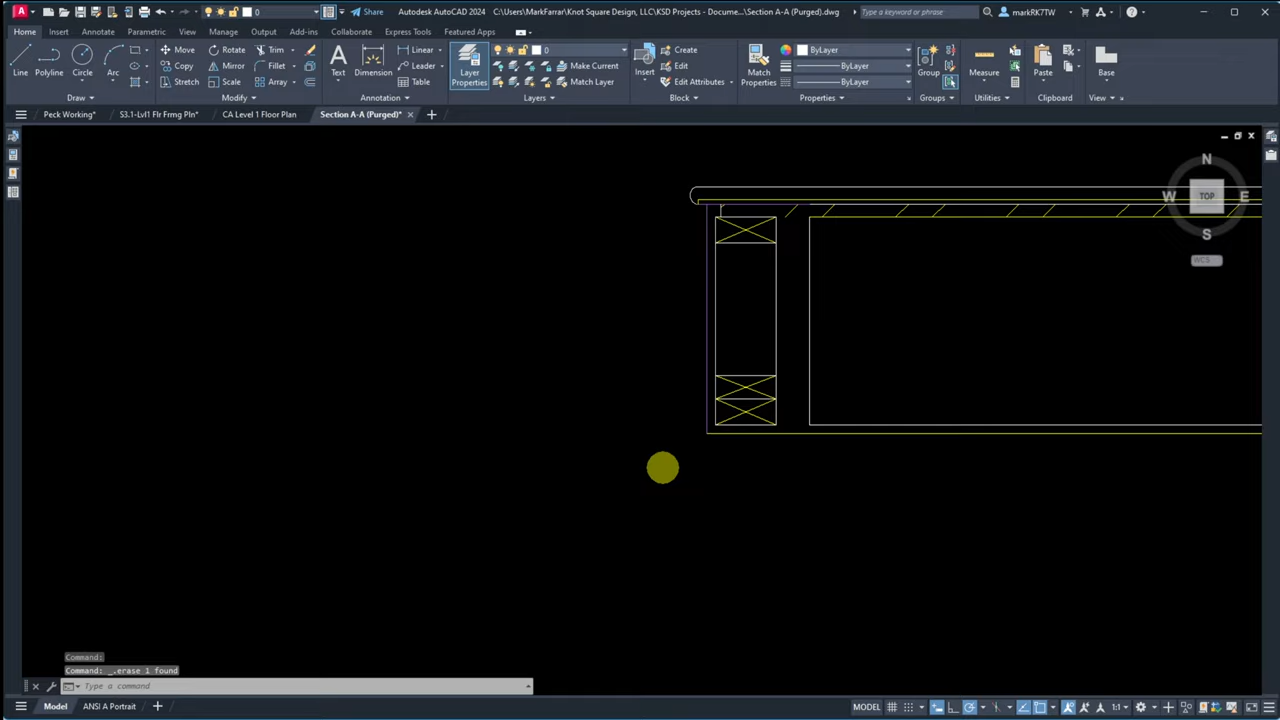 A Autodesk AutoCAD 2024 C:\Users\MarkFarrar\Knot Square Design, LLC\KSD Projects - Docume...\Section A-A (Purged).dwg Type a keyword or phrase markRK7TW
0 Share
Home Insert Annotate Parametric View Manage Output Add-ins Collaborate Express Tools Featured Apps
Line Polyline Circle Arc
Move Rotate Trim
Copy Mirror Fillet
Stretch Scale Array
Text Dimension
Linear
Leader
Table
Layer Properties
0
Make Current
Match Layer
Insert
Create
Edit
Edit Attributes
Match Properties
ByLayer
ByLayer
ByLayer
Group Measure Paste Base
Draw Modify Annotation Layers Block Properties Groups Utilities Clipboard View
Peck Working* S3.1-Lvl1 Flr Frmg Pln* CA Level 1 Floor Plan Section A-A (Purged)*
N
W TOP E
S
WCS
Command:
Command: _.erase 1 found
Type a command
Model ANSI A Portrait MODEL 1:1